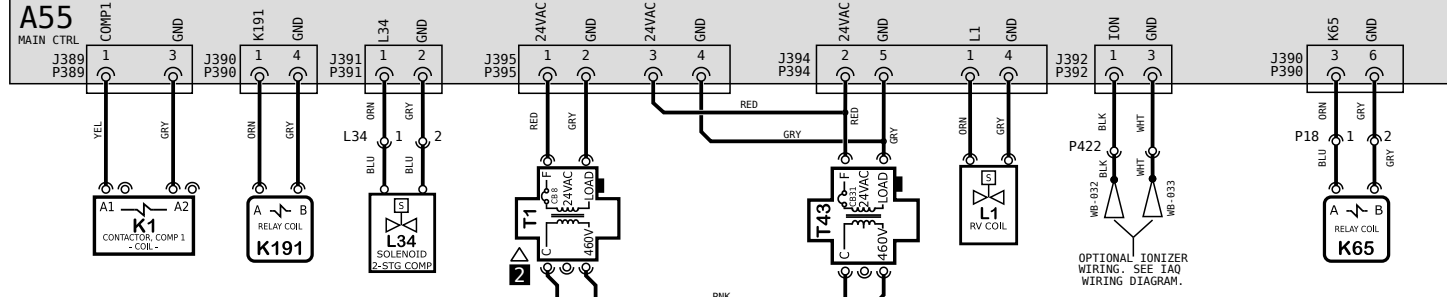 A55
MAIN CTRL
COMP1 GND K191 GND L34 GND 24VAC GND 24VAC GND 24VAC GND L1 GND ION GND K65 GND
J389 1 3 J390 1 4 J391 1 2 J395 1 2 3 4 J394 2 5 1 4 J392 1 3 J390 3 6
P389 P390 P391 P395 P394 P392 P390
RED
GRY
YEL GRY ORN GRY ORN GRY RED GRY RED GRY ORN GRY BLK WHT ORN GRY
L34 1 2
P422
P18 1 2
BLU BLU BLK WHT BLU GRY
A1 A2
K1
CONTACTOR, COMP 1
- COIL -
A B
RELAY COIL
K191
S
L34
SOLENOID
2-STG COMP
F LOAD
CB8 24VAC
T1
C 460V
2
F LOAD
CB31 24VAC
T43
C 460V
S
L1
RV COIL
WB-032 WB-033
OPTIONAL IONIZER
WIRING. SEE IAQ
WIRING DIAGRAM.
A B
RELAY COIL
K65
PNK